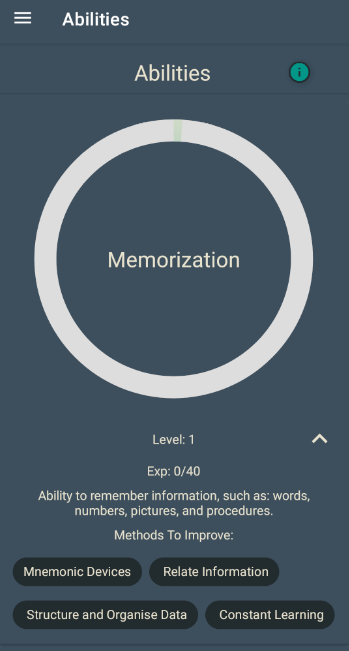 Abilities
Abilities
i
Memorization
Level: 1
Exp: 0/40
Ability to remember information, such as: words,
numbers, pictures, and procedures.
Methods To Improve:
Mnemonic Devices Relate Information
Structure and Organise Data Constant Learning